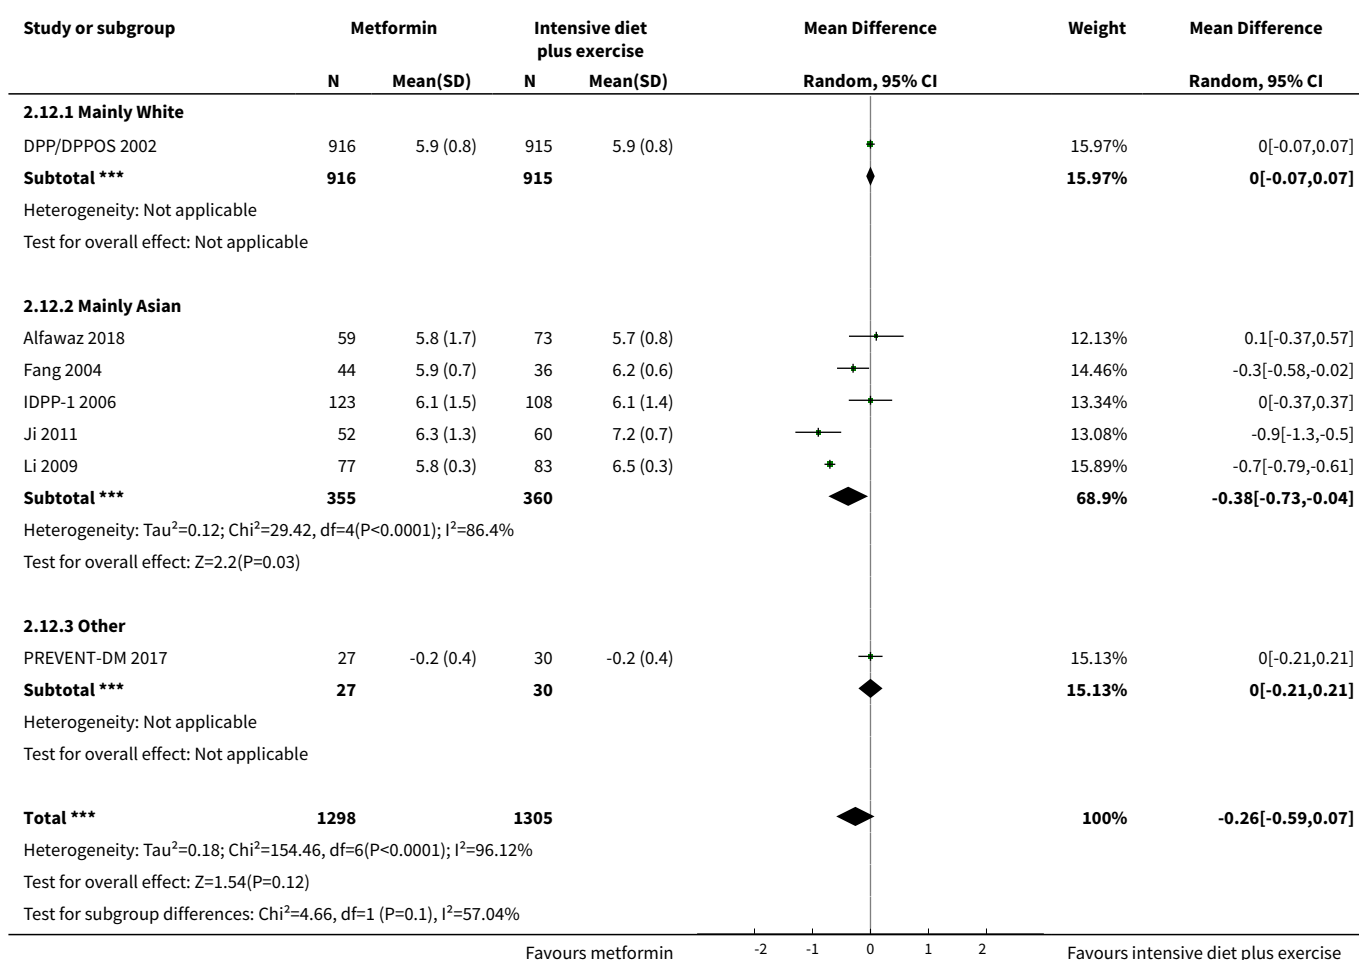 Study or subgroup Metformin Intensive diet Mean Difference Weight Mean Difference
plus exercise
N Mean(SD) N Mean(SD) Random, 95% CI Random, 95% CI
2.12.1 Mainly White
DPP/DPPOS 2002 916 5.9 (0.8) 915 5.9 (0.8) 15.97% 0[-0.07,0.07]
Subtotal *** 916 915 15.97% 0[-0.07,0.07]
Heterogeneity: Not applicable
Test for overall effect: Not applicable
2.12.2 Mainly Asian
Alfawaz 2018 59 5.8 (1.7) 73 5.7 (0.8) 12.13% 0.1[-0.37,0.57]
Fang 2004 44 5.9 (0.7) 36 6.2 (0.6) 14.46% -0.3[-0.58,-0.02]
IDPP-1 2006 123 6.1 (1.5) 108 6.1 (1.4) 13.34% 0[-0.37,0.37]
Ji 2011 52 6.3 (1.3) 60 7.2 (0.7) 13.08% -0.9[-1.3,-0.5]
Li 2009 77 5.8 (0.3) 83 6.5 (0.3) 15.89% -0.7[-0.79,-0.61]
Subtotal *** 355 360 68.9% -0.38[-0.73,-0.04]
Heterogeneity: Tau²=0.12; Chi²=29.42, df=4(P<0.0001); I²=86.4%
Test for overall effect: Z=2.2(P=0.03)
2.12.3 Other
PREVENT-DM 2017 27 -0.2 (0.4) 30 -0.2 (0.4) 15.13% 0[-0.21,0.21]
Subtotal *** 27 30 15.13% 0[-0.21,0.21]
Heterogeneity: Not applicable
Test for overall effect: Not applicable
Total *** 1298 1305 100% -0.26[-0.59,0.07]
Heterogeneity: Tau²=0.18; Chi²=154.46, df=6(P<0.0001); I²=96.12%
Test for overall effect: Z=1.54(P=0.12)
Test for subgroup differences: Chi²=4.66, df=1 (P=0.1), I²=57.04%
Favours metformin -2 -1 0 1 2 Favours intensive diet plus exercise